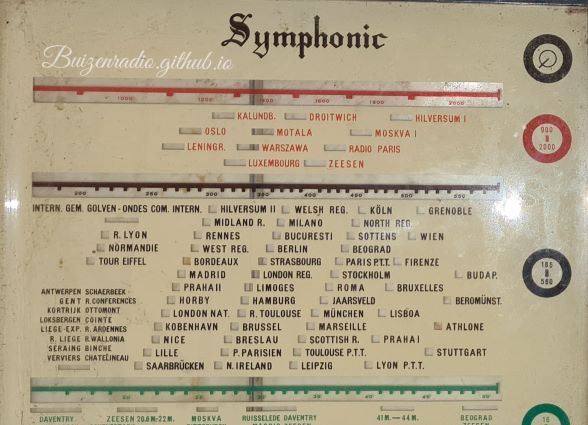 Symphonic
Buizenradio.github.io
1000 1200 1400 1600 1800 2000
KALUNDB. DROITWICH HILVERSUM I
OSLO MOTALA MOSKVA I
LENINGR. WARSZAWA RADIO PARIS
LUXEMBOURG ZEESEN
900
2000
200 250 300 350 400 450 500 550
INTERN. GEM. GOLVEN - ONDES COM. INTERN. HILVERSUM II WELSH REG. KÖLN GRENOBLE
MIDLAND R. MILANO NORTH REG.
R. LYON RENNES BUCURESTI SOTTENS WIEN
NORMANDIE WEST REG. BERLIN BEOGRAD
TOUR EIFFEL BORDEAUX STRASBOURG PARIS P.T.T. FIRENZE
MADRID LONDON REG. STOCKHOLM BUDAP.
PRAHA II LIMOGES ROMA BRUXELLES
ANTWERPEN SCHAERBEEK
GENT R. CONFERENCES HORBY HAMBURG JAARSVELD BEROMÜNST.
KORTRIJK OTTOMONT LONDON NAT. R. TOULOUSE MÜNCHEN LISBOA
LOKSBERGEN COINTE
LIEGE-EXP. R. ARDENNES KOBENHAVN BRUSSEL MARSEILLE ATHLONE
R. LIEGE R. WALLONIA NICE BRESLAU SCOTTISH R. PRAHA I
SERAING BINCHE
VERVIERS CHATELINEAU LILLE P. PARISIEN TOULOUSE P.T.T. STUTTGART
SAARBRÜCKEN N. IRELAND LEIPZIG LYON P.T.T.
185
580
DAVENTRY ZEESEN 20.6M: 22M. MOSKVA RUISSELEDE DAVENTRY 41 M. — 44 M. BEOGRAD
16